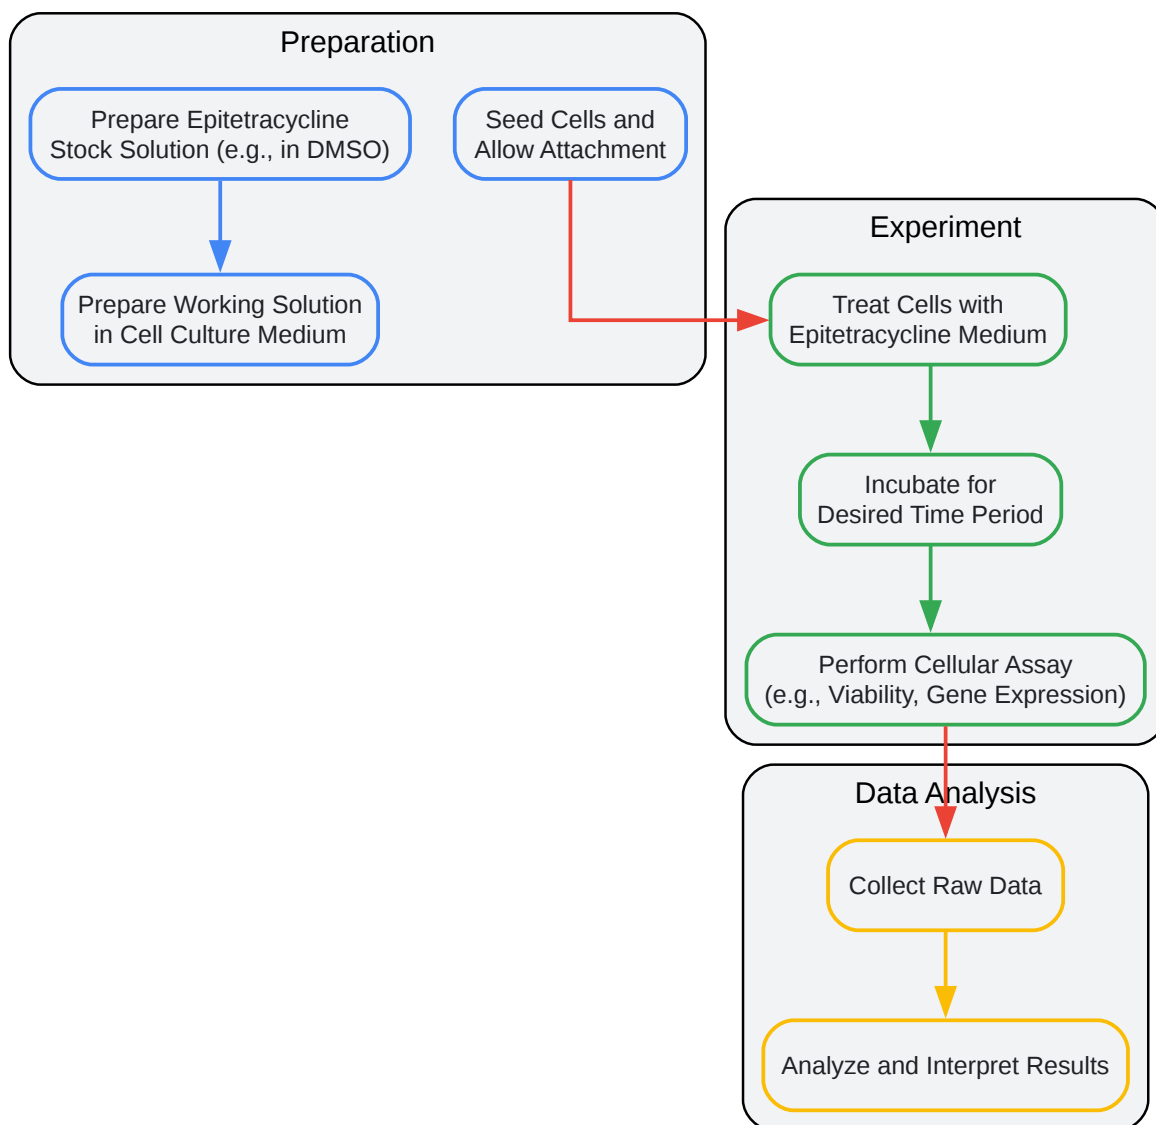 Preparation
Prepare Epitetracycline
Stock Solution (e.g., in DMSO)
Seed Cells and
Allow Attachment
Prepare Working Solution
in Cell Culture Medium
Experiment
Treat Cells with
Epitetracycline Medium
Incubate for
Desired Time Period
Perform Cellular Assay
(e.g., Viability, Gene Expression)
Data Analysis
Collect Raw Data
Analyze and Interpret Results